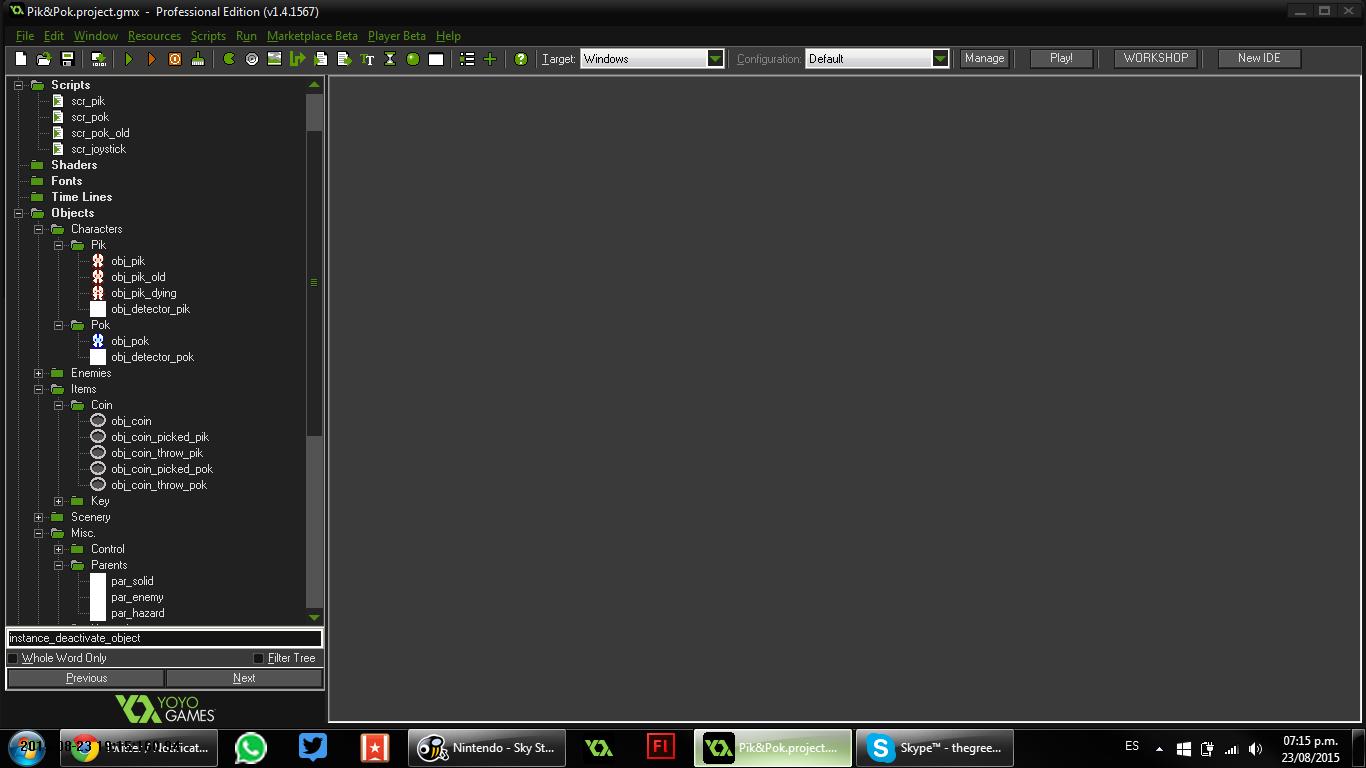 Pik&Pok.project.gmx - Professional Edition (v1.4.1567)
File Edit Window Resources Scripts Run Marketplace Beta Player Beta Help
Target: Windows Configuration: Default Manage Play! WORKSHOP New IDE
Scripts
scr_pik
scr_pok
scr_pok_old
scr_joystick
Shaders
Fonts
Time Lines
Objects
Characters
Pik
obj_pik
obj_pik_old
obj_pik_dying
obj_detector_pik
Pok
obj_pok
obj_detector_pok
Enemies
Items
Coin
obj_coin
obj_coin_picked_pik
obj_coin_throw_pik
obj_coin_picked_pok
obj_coin_throw_pok
Key
Scenery
Misc.
Control
Parents
par_solid
par_enemy
par_hazard
instance_deactivate_object
Whole Word Only Filter Tree
Previous Next
YOYO
GAMES
Nintendo - Sky St... Fl Pik&Pok.project.... Skype™ - thegree... ES 07:15 p.m.
23/08/2015